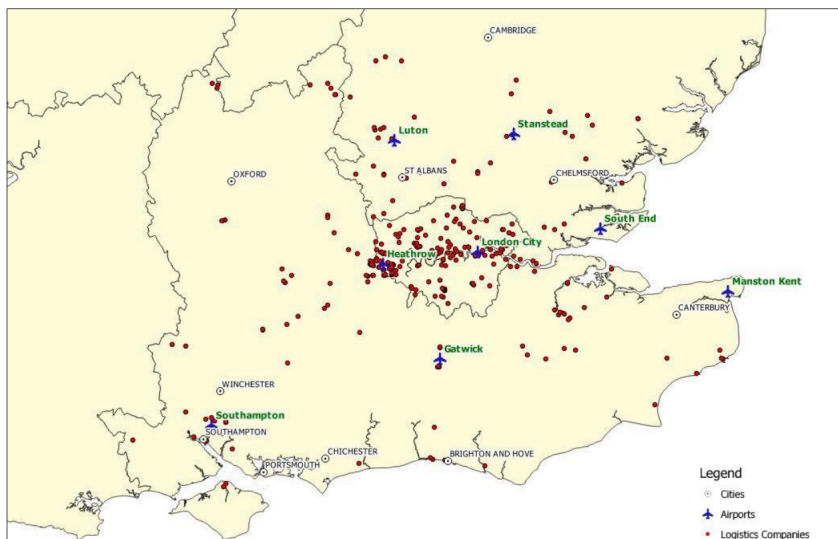 CAMBRIDGE
Luton
Stanstead
OXFORD
ST ALBANS
CHELMSFORD
South End
London City
Heathrow
Manston Kent
CANTERBURY
Gatwick
WINCHESTER
Southampton
SOUTHAMPTON
CHICHESTER
BRIGHTON AND HOVE
PORTSMOUTH
Legend
Cities
Airports
Logistics Companies